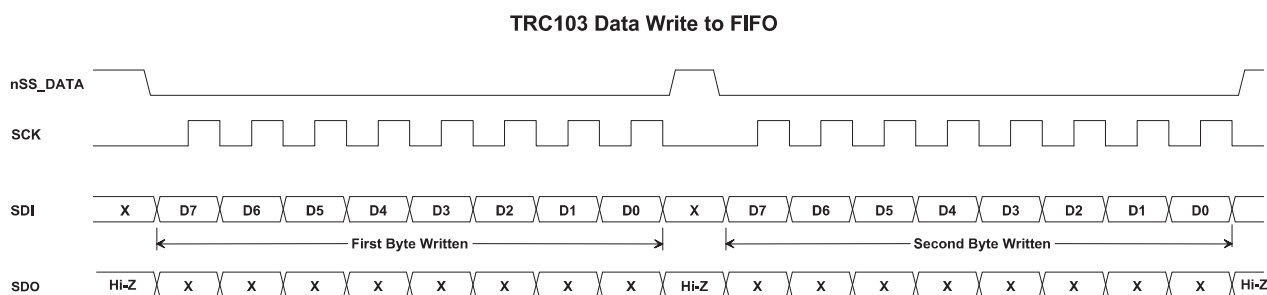 TRC103 Data Write to FIFO
nSS_DATA
SCK
SDI X D7 D6 D5 D4 D3 D2 D1 D0 X D7 D6 D5 D4 D3 D2 D1 D0
First Byte Written Second Byte Written
SDO Hi-Z X X X X X X X X Hi-Z X X X X X X X X Hi-Z